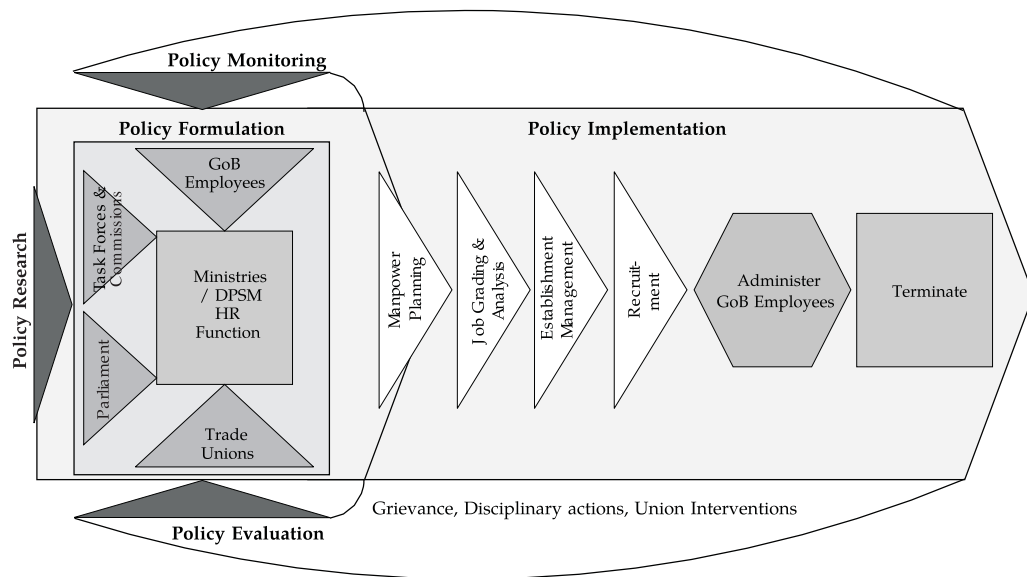 Policy Monitoring
Policy Formulation
Policy Implementation
GoB
Employees
Task Forces &
Commissions
Policy Research
Ministries
/ DPSM
HR
Function
Parliament
Trade
Unions
Manpower
Planning
Job Grading &
Analysis
Establishment
Management
Recruit-
ment
Administer
GoB Employees
Terminate
Grievance, Disciplinary actions, Union Interventions
Policy Evaluation